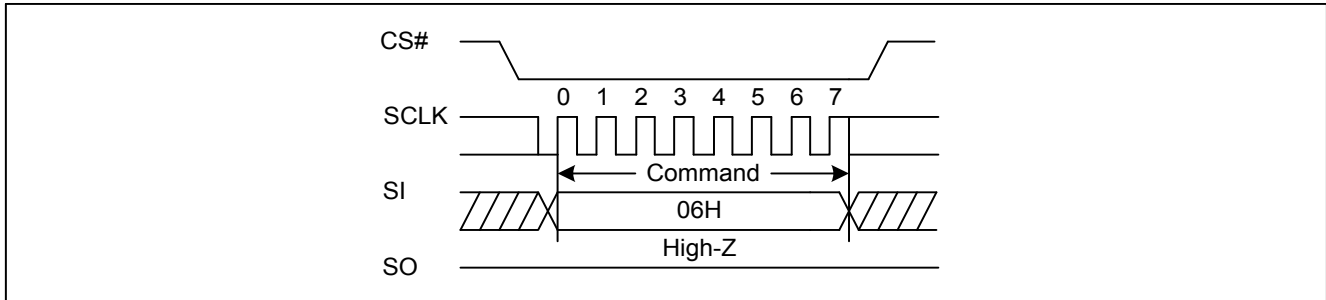 CS#
0 1 2 3 4 5 6 7
SCLK
Command
SI
06H
High-Z
SO